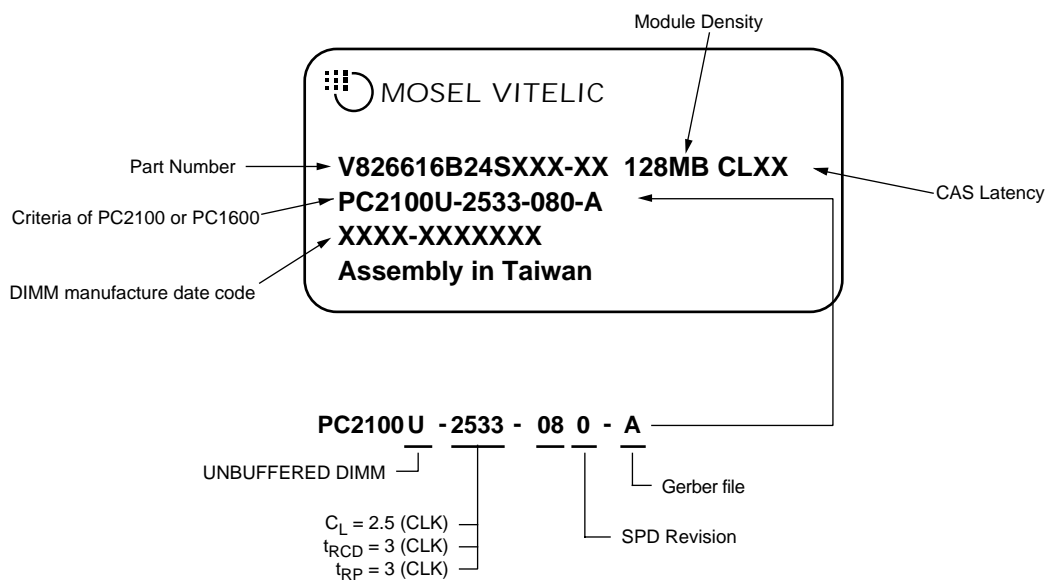 Module Density
MOSEL VITELIC
Part Number
V826616B24SXXX-XX 128MB CLXX
CAS Latency
Criteria of PC2100 or PC1600
PC2100U-2533-080-A
XXXX-XXXXXXX
DIMM manufacture date code
Assembly in Taiwan
PC2100 U - 2533 - 08 0 - A
UNBUFFERED DIMM
Gerber file
CL = 2.5 (CLK)
SPD Revision
tRCD = 3 (CLK)
tRP = 3 (CLK)